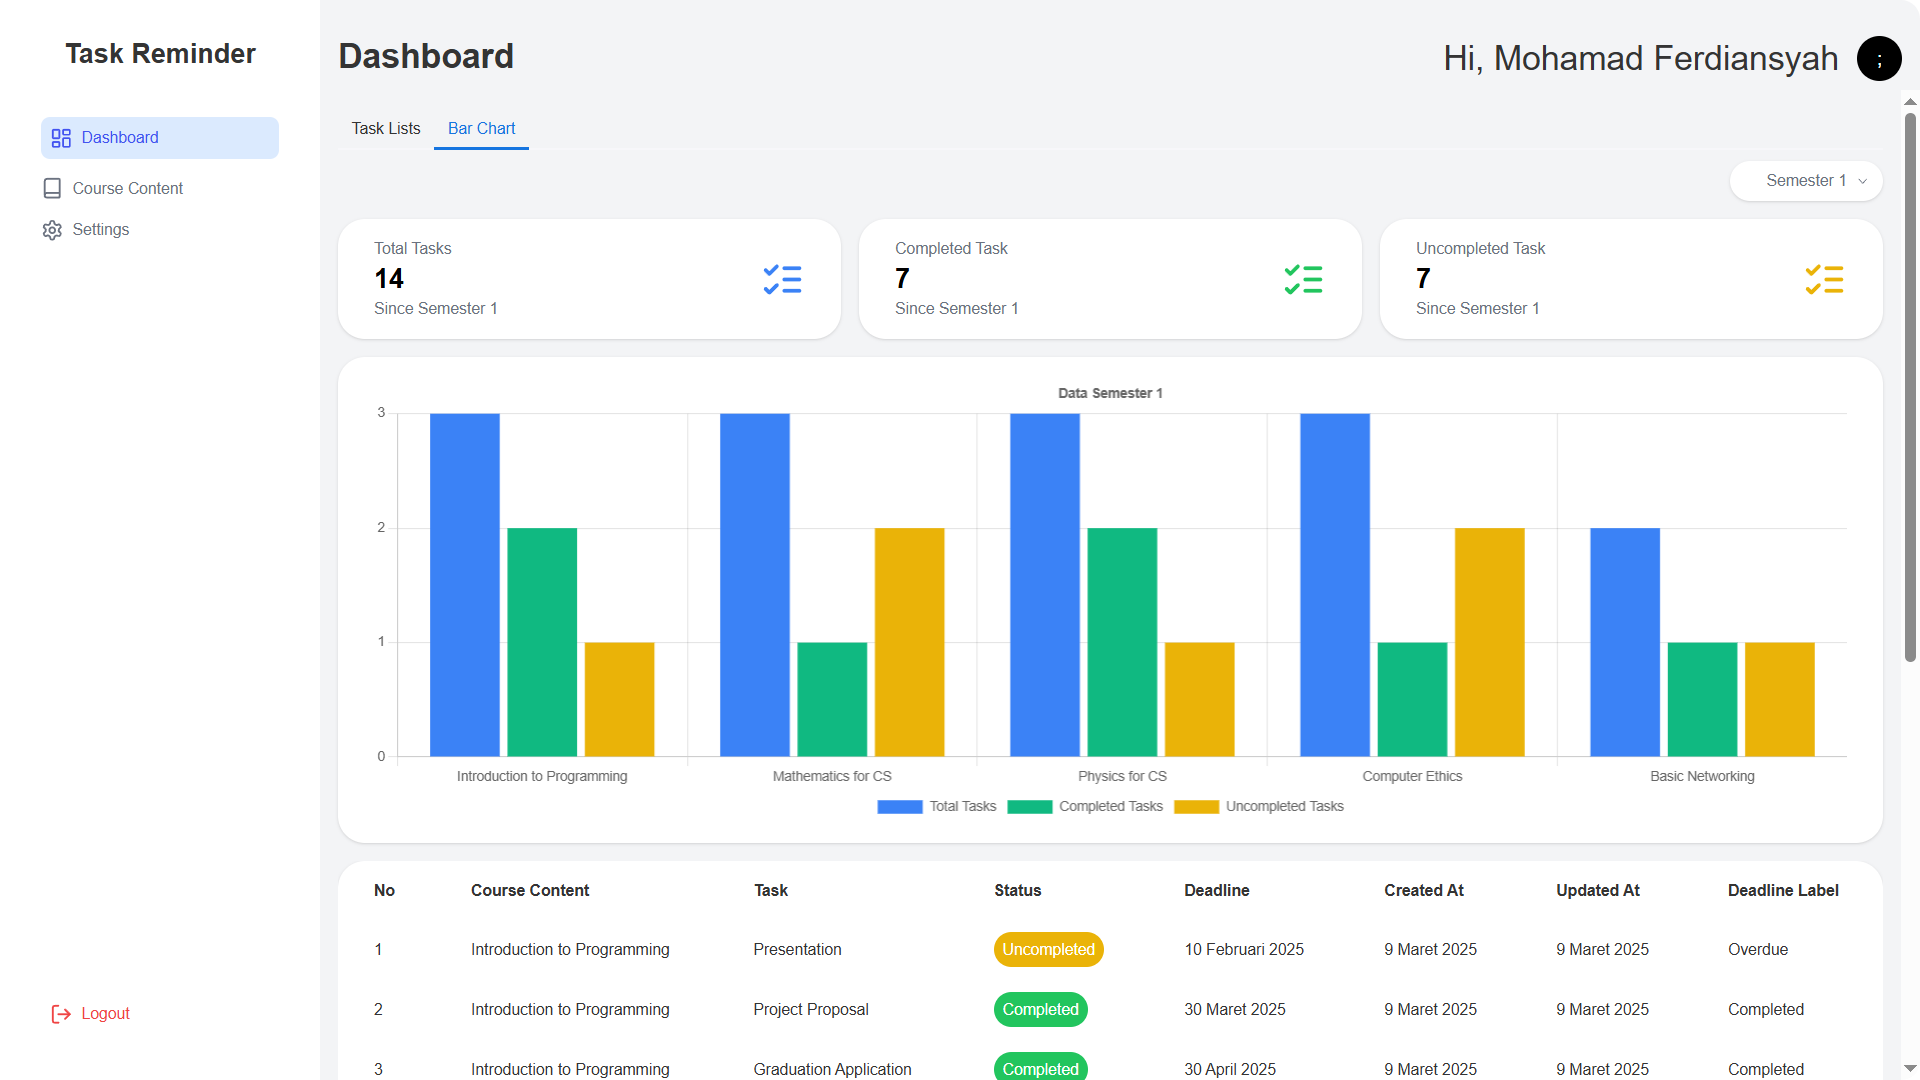 Task Reminder
Dashboard
Course Content
Settings
Logout
Dashboard
Hi, Mohamad Ferdiansyah
;
Task Lists
Bar Chart
Semester 1
Total Tasks
14
Since Semester 1
Completed Task
7
Since Semester 1
Uncompleted Task
7
Since Semester 1
Data Semester 1
3
2
1
0
Introduction to Programming
Mathematics for CS
Physics for CS
Computer Ethics
Basic Networking
Total Tasks
Completed Tasks
Uncompleted Tasks
No Course Content Task Status Deadline Created At Updated At Deadline Label
1 Introduction to Programming Presentation Uncompleted 10 Februari 2025 9 Maret 2025 9 Maret 2025 Overdue
2 Introduction to Programming Project Proposal Completed 30 Maret 2025 9 Maret 2025 9 Maret 2025 Completed
3 Introduction to Programming Graduation Application Completed 30 April 2025 9 Maret 2025 9 Maret 2025 Completed